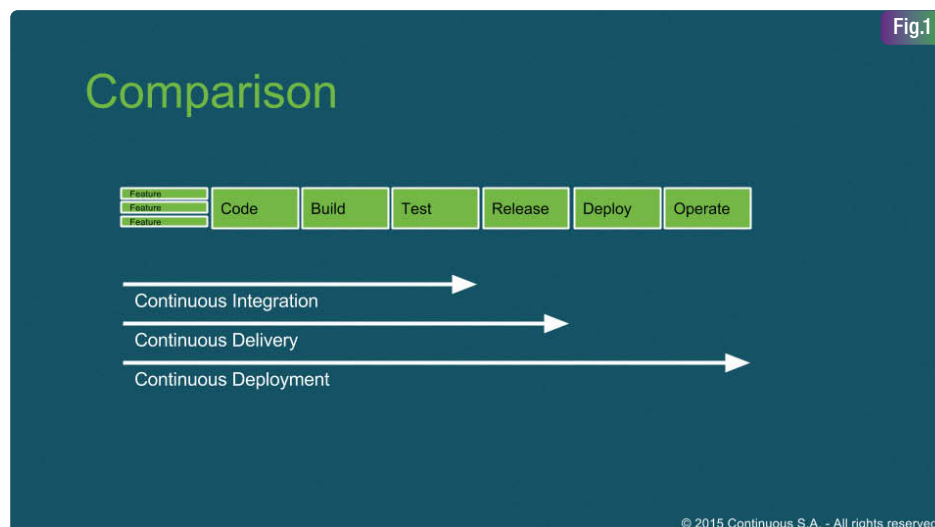 Fig.1
Comparison
Feature
Feature
Feature
Code
Build
Test
Release
Deploy
Operate
Continuous Integration
Continuous Delivery
Continuous Deployment
© 2015 Continuous S.A. - All rights reserved